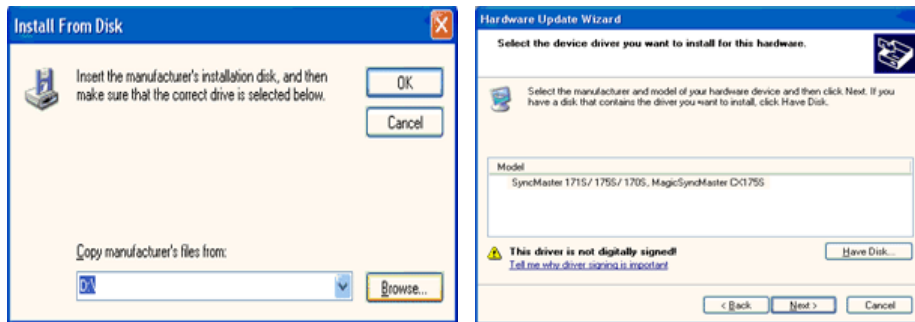 Install From Disk
Insert the manufacturer's installation disk, and then
make sure that the correct drive is selected below.
OK
Cancel
Copy manufacturer's files from:
D:\
Browse...
Hardware Update Wizard
Select the device driver you want to install for this hardware.
Select the manufacturer and model of your hardware device and then click Next. If you
have a disk that contains the driver you want to install, click Have Disk.
Model
SyncMaster 171S/ 175S/ 170S, MagicSyncMaster CX175S
This driver is not digitally signed!
Tell me why driver signing is important
Have Disk...
< Back
Next >
Cancel